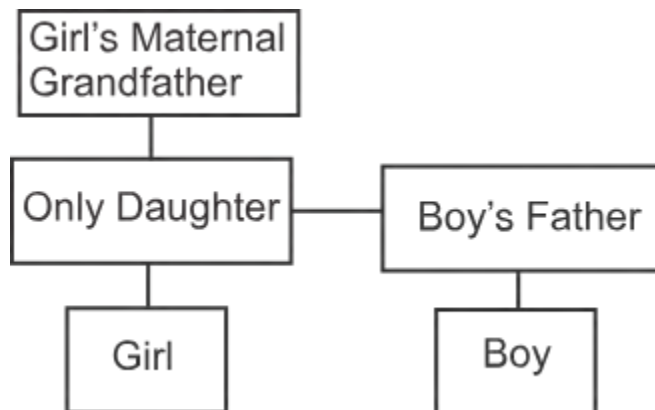 Girl's Maternal
Grandfather
Only Daughter
Boy's Father
Girl
Boy